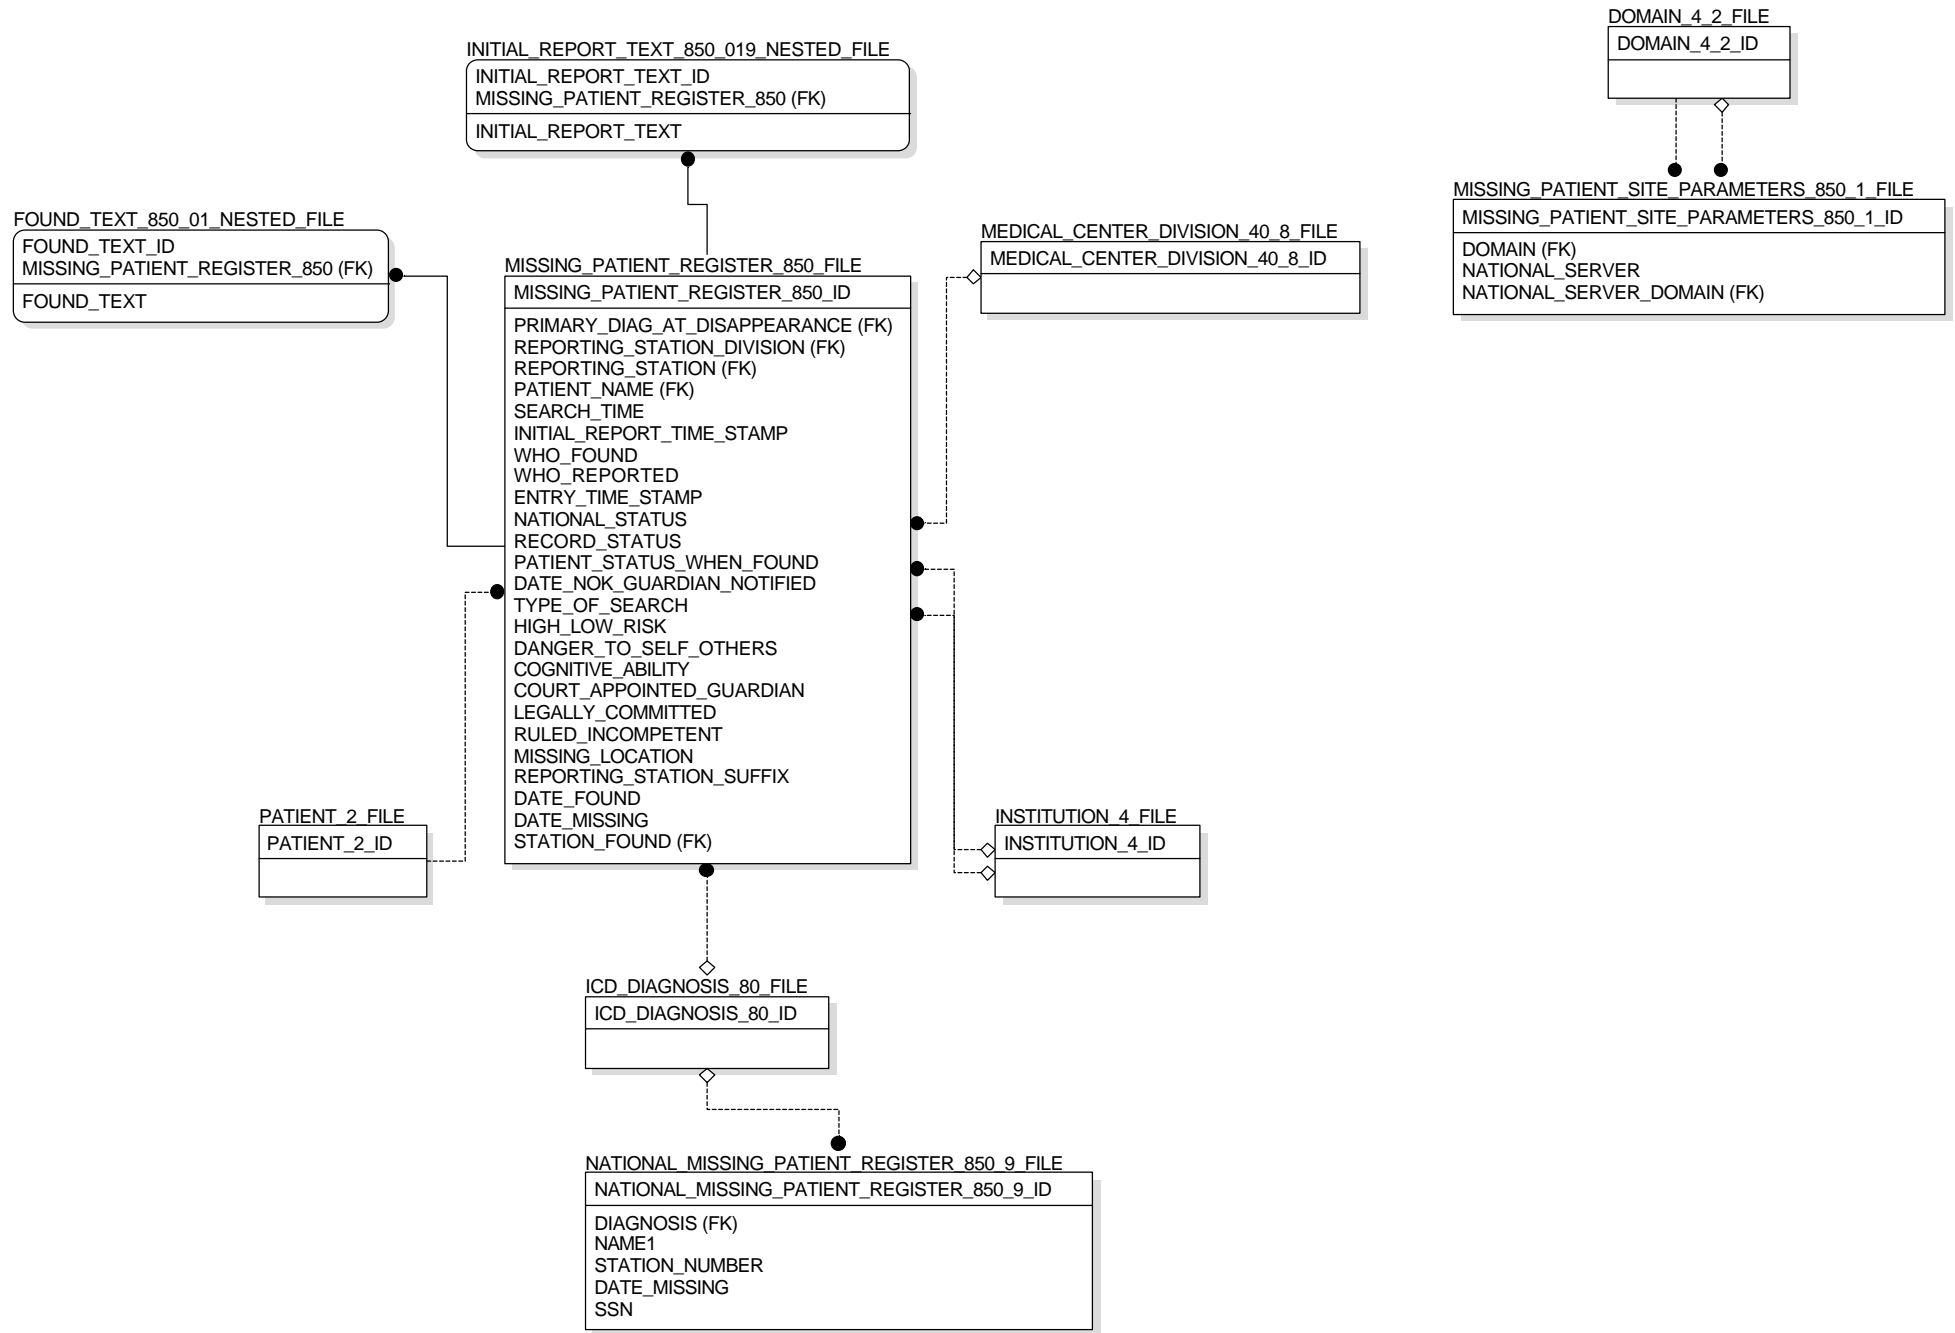 DOMAIN_4_2_FILE
DOMAIN_4_2_ID
INITIAL_REPORT_TEXT_850_019_NESTED_FILE
INITIAL_REPORT_TEXT_ID
MISSING_PATIENT_REGISTER_850 (FK)
INITIAL_REPORT_TEXT
MISSING_PATIENT_SITE_PARAMETERS_850_1_FILE
MISSING_PATIENT_SITE_PARAMETERS_850_1_ID
DOMAIN (FK)
NATIONAL_SERVER
NATIONAL_SERVER_DOMAIN (FK)
FOUND_TEXT_850_01_NESTED_FILE
FOUND_TEXT_ID
MISSING_PATIENT_REGISTER_850 (FK)
FOUND_TEXT
MEDICAL_CENTER_DIVISION_40_8_FILE
MEDICAL_CENTER_DIVISION_40_8_ID
MISSING_PATIENT_REGISTER_850_FILE
MISSING_PATIENT_REGISTER_850_ID
PRIMARY_DIAG_AT_DISAPPEARANCE (FK)
REPORTING_STATION_DIVISION (FK)
REPORTING_STATION (FK)
PATIENT_NAME (FK)
SEARCH_TIME
INITIAL_REPORT_TIME_STAMP
WHO_FOUND
WHO_REPORTED
ENTRY_TIME_STAMP
NATIONAL_STATUS
RECORD_STATUS
PATIENT_STATUS_WHEN_FOUND
DATE_NOK_GUARDIAN_NOTIFIED
TYPE_OF_SEARCH
HIGH_LOW_RISK
DANGER_TO_SELF_OTHERS
COGNITIVE_ABILITY
COURT_APPOINTED_GUARDIAN
LEGALLY_COMMITTED
RULED_INCOMPETENT
MISSING_LOCATION
REPORTING_STATION_SUFFIX
DATE_FOUND
DATE_MISSING
STATION_FOUND (FK)
PATIENT_2_FILE
PATIENT_2_ID
INSTITUTION_4_FILE
INSTITUTION_4_ID
ICD_DIAGNOSIS_80_FILE
ICD_DIAGNOSIS_80_ID
NATIONAL_MISSING_PATIENT_REGISTER_850_9_FILE
NATIONAL_MISSING_PATIENT_REGISTER_850_9_ID
DIAGNOSIS (FK)
NAME1
STATION_NUMBER
DATE_MISSING
SSN